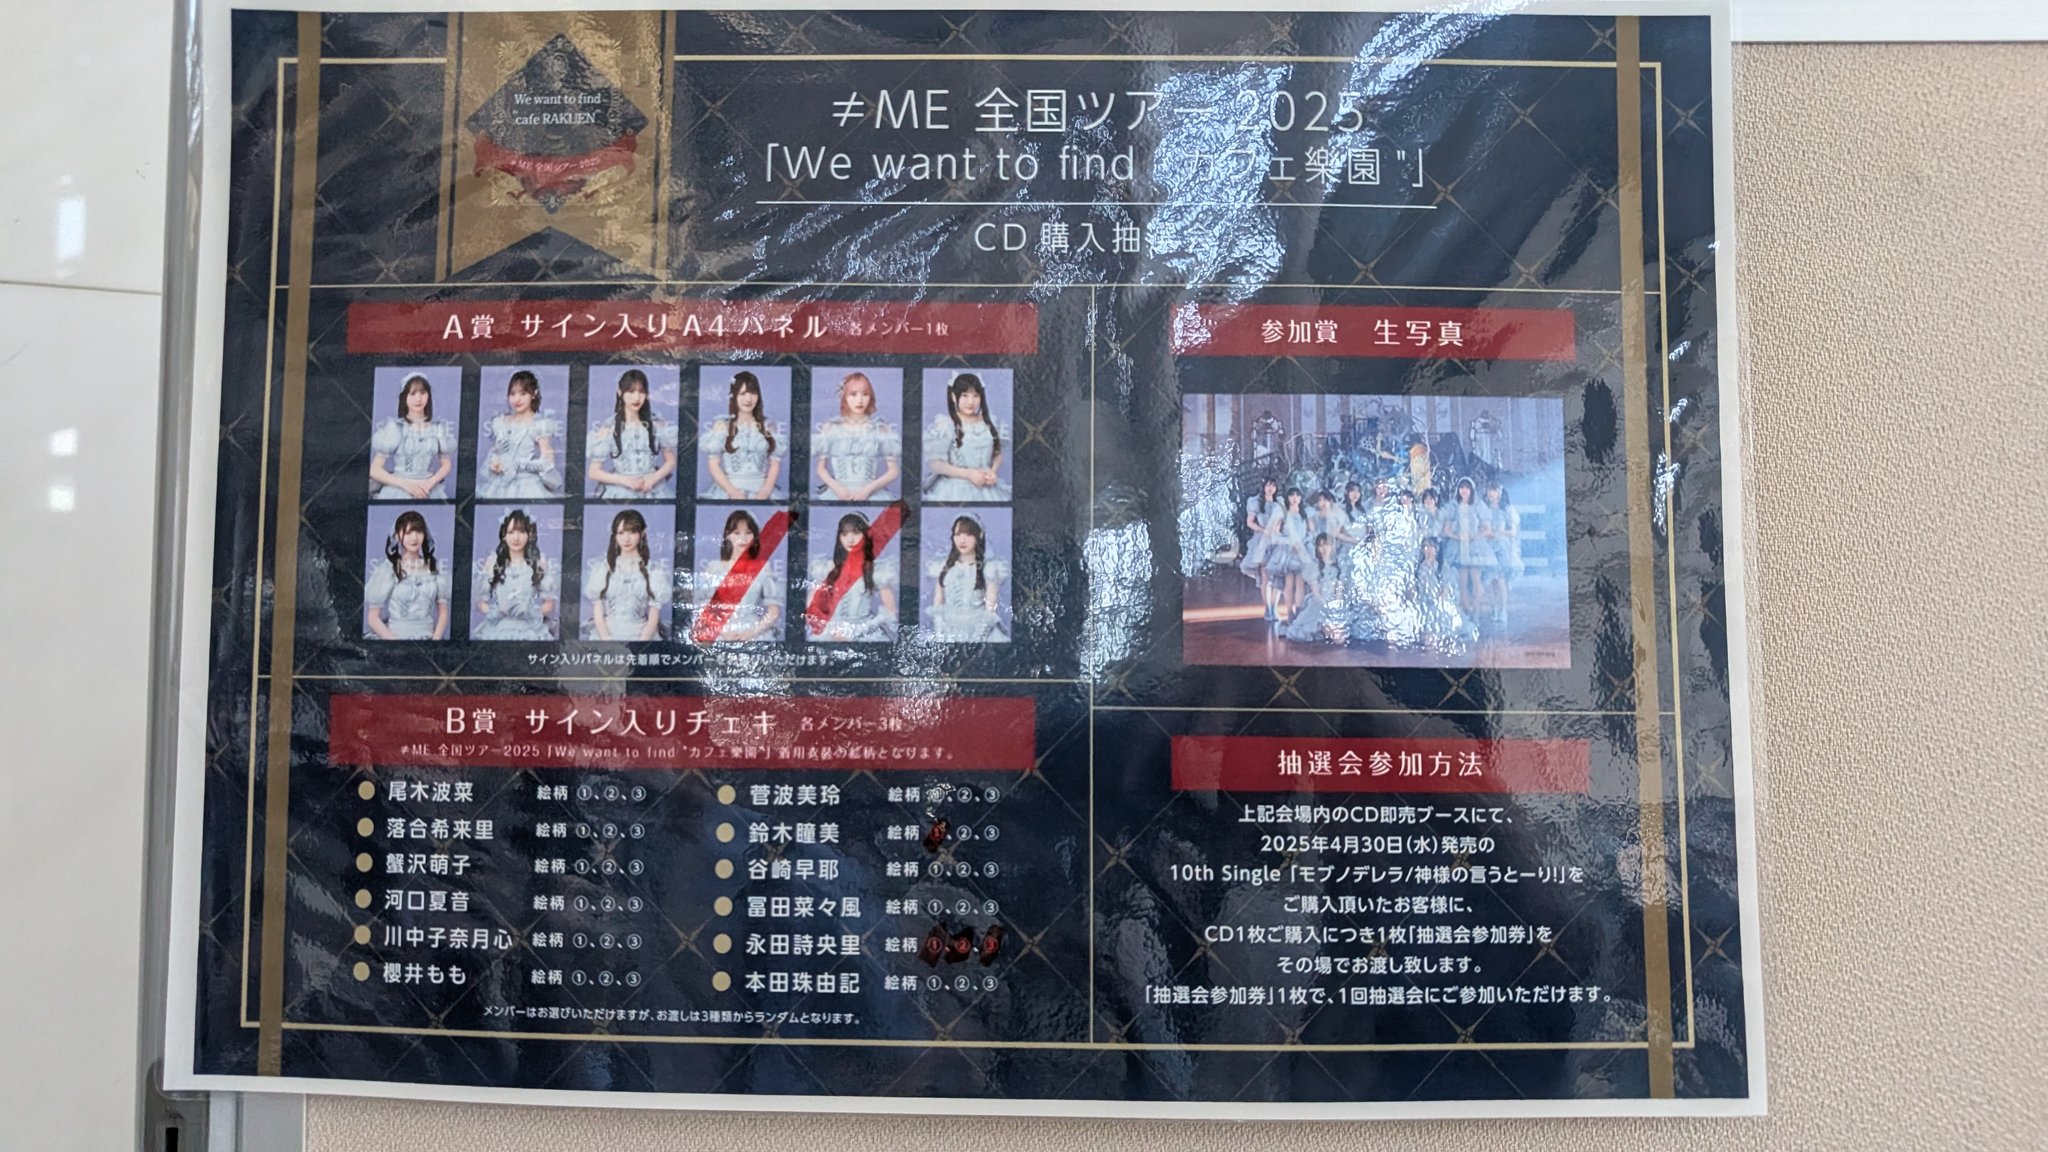 We want to find
cafe RAKUEN
≠ME 全国ツアー 2025
≠ME 全国ツアー 2025
「We want to find カフェ樂園"」
CD 購入抽選会
A賞 サイン入りA4パネル 各メンバー1枚
サイン入りパネルは先着順でメンバーをお選びいただけます。
B賞 サイン入りチェキ 各メンバー3枚
≠ME 全国ツアー2025「We want to find "カフェ樂園"」着用衣装の絵柄となります。
尾木波菜 絵柄 ①、②、③
落合希来里 絵柄 ①、②、③
蟹沢萌子 絵柄 ①、②、③
河口夏音 絵柄 ①、②、③
川中子奈月心 絵柄 ①、②、③
櫻井もも 絵柄 ①、②、③
菅波美玲 絵柄 ①、②、③
鈴木瞳美 絵柄 ①、②、③
谷崎早耶 絵柄 ①、②、③
冨田菜々風 絵柄 ①、②、③
永田詩央里 絵柄 ①、②、③
本田珠由記 絵柄 ①、②、③
メンバーはお選びいただけますが、お渡しは3種類からランダムとなります。
参加賞 生写真
抽選会参加方法
上記会場内のCD即売ブースにて、
2025年4月30日(水)発売の
10th Single「モブノデレラ/神様の言うとーり!」を
ご購入頂いたお客様に、
CD1枚ご購入につき1枚「抽選会参加券」を
その場でお渡し致します。
「抽選会参加券」1枚で、1回抽選会にご参加いただけます。